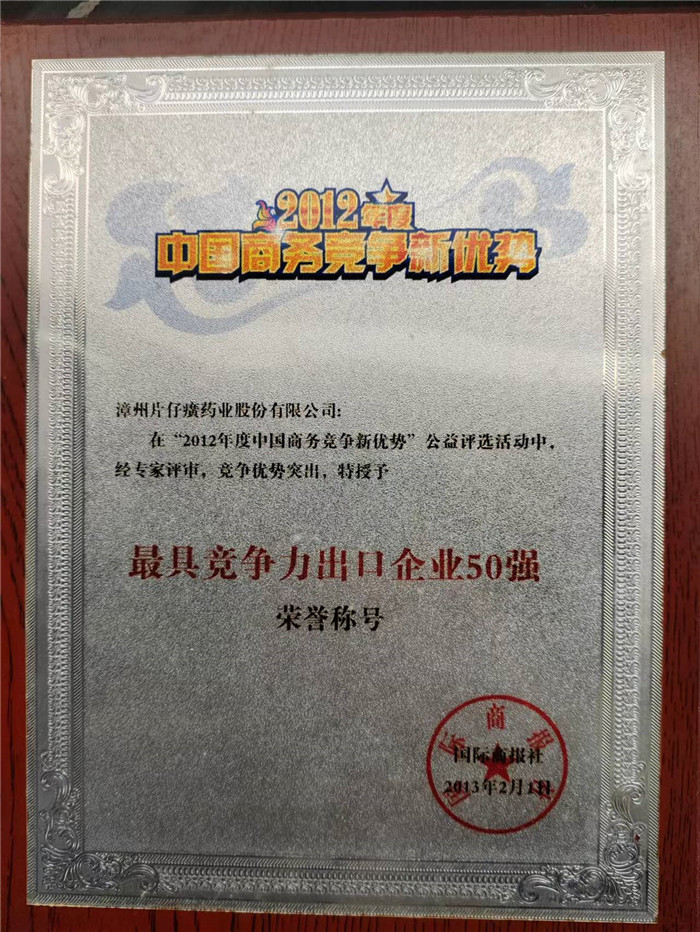 2012年度
中国商务竞争新优势
漳州片仔癀药业股份有限公司:
在“2012年度中国商务竞争新优势”公益评选活动中,
经专家评审,竞争优势突出,特授予
最具竞争力出口企业50强
荣誉称号
国际商报社
国际商报社
2013年2月1日